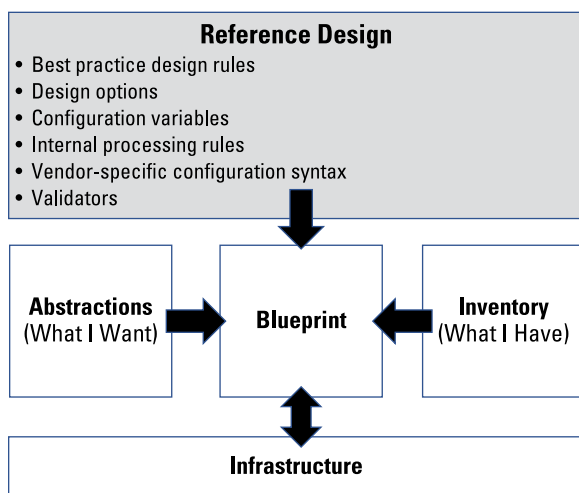 Reference Design
• Best practice design rules
• Design options
• Configuration variables
• Internal processing rules
• Vendor-specific configuration syntax
• Validators
Abstractions
(What I Want)
Blueprint
Inventory
(What I Have)
Infrastructure